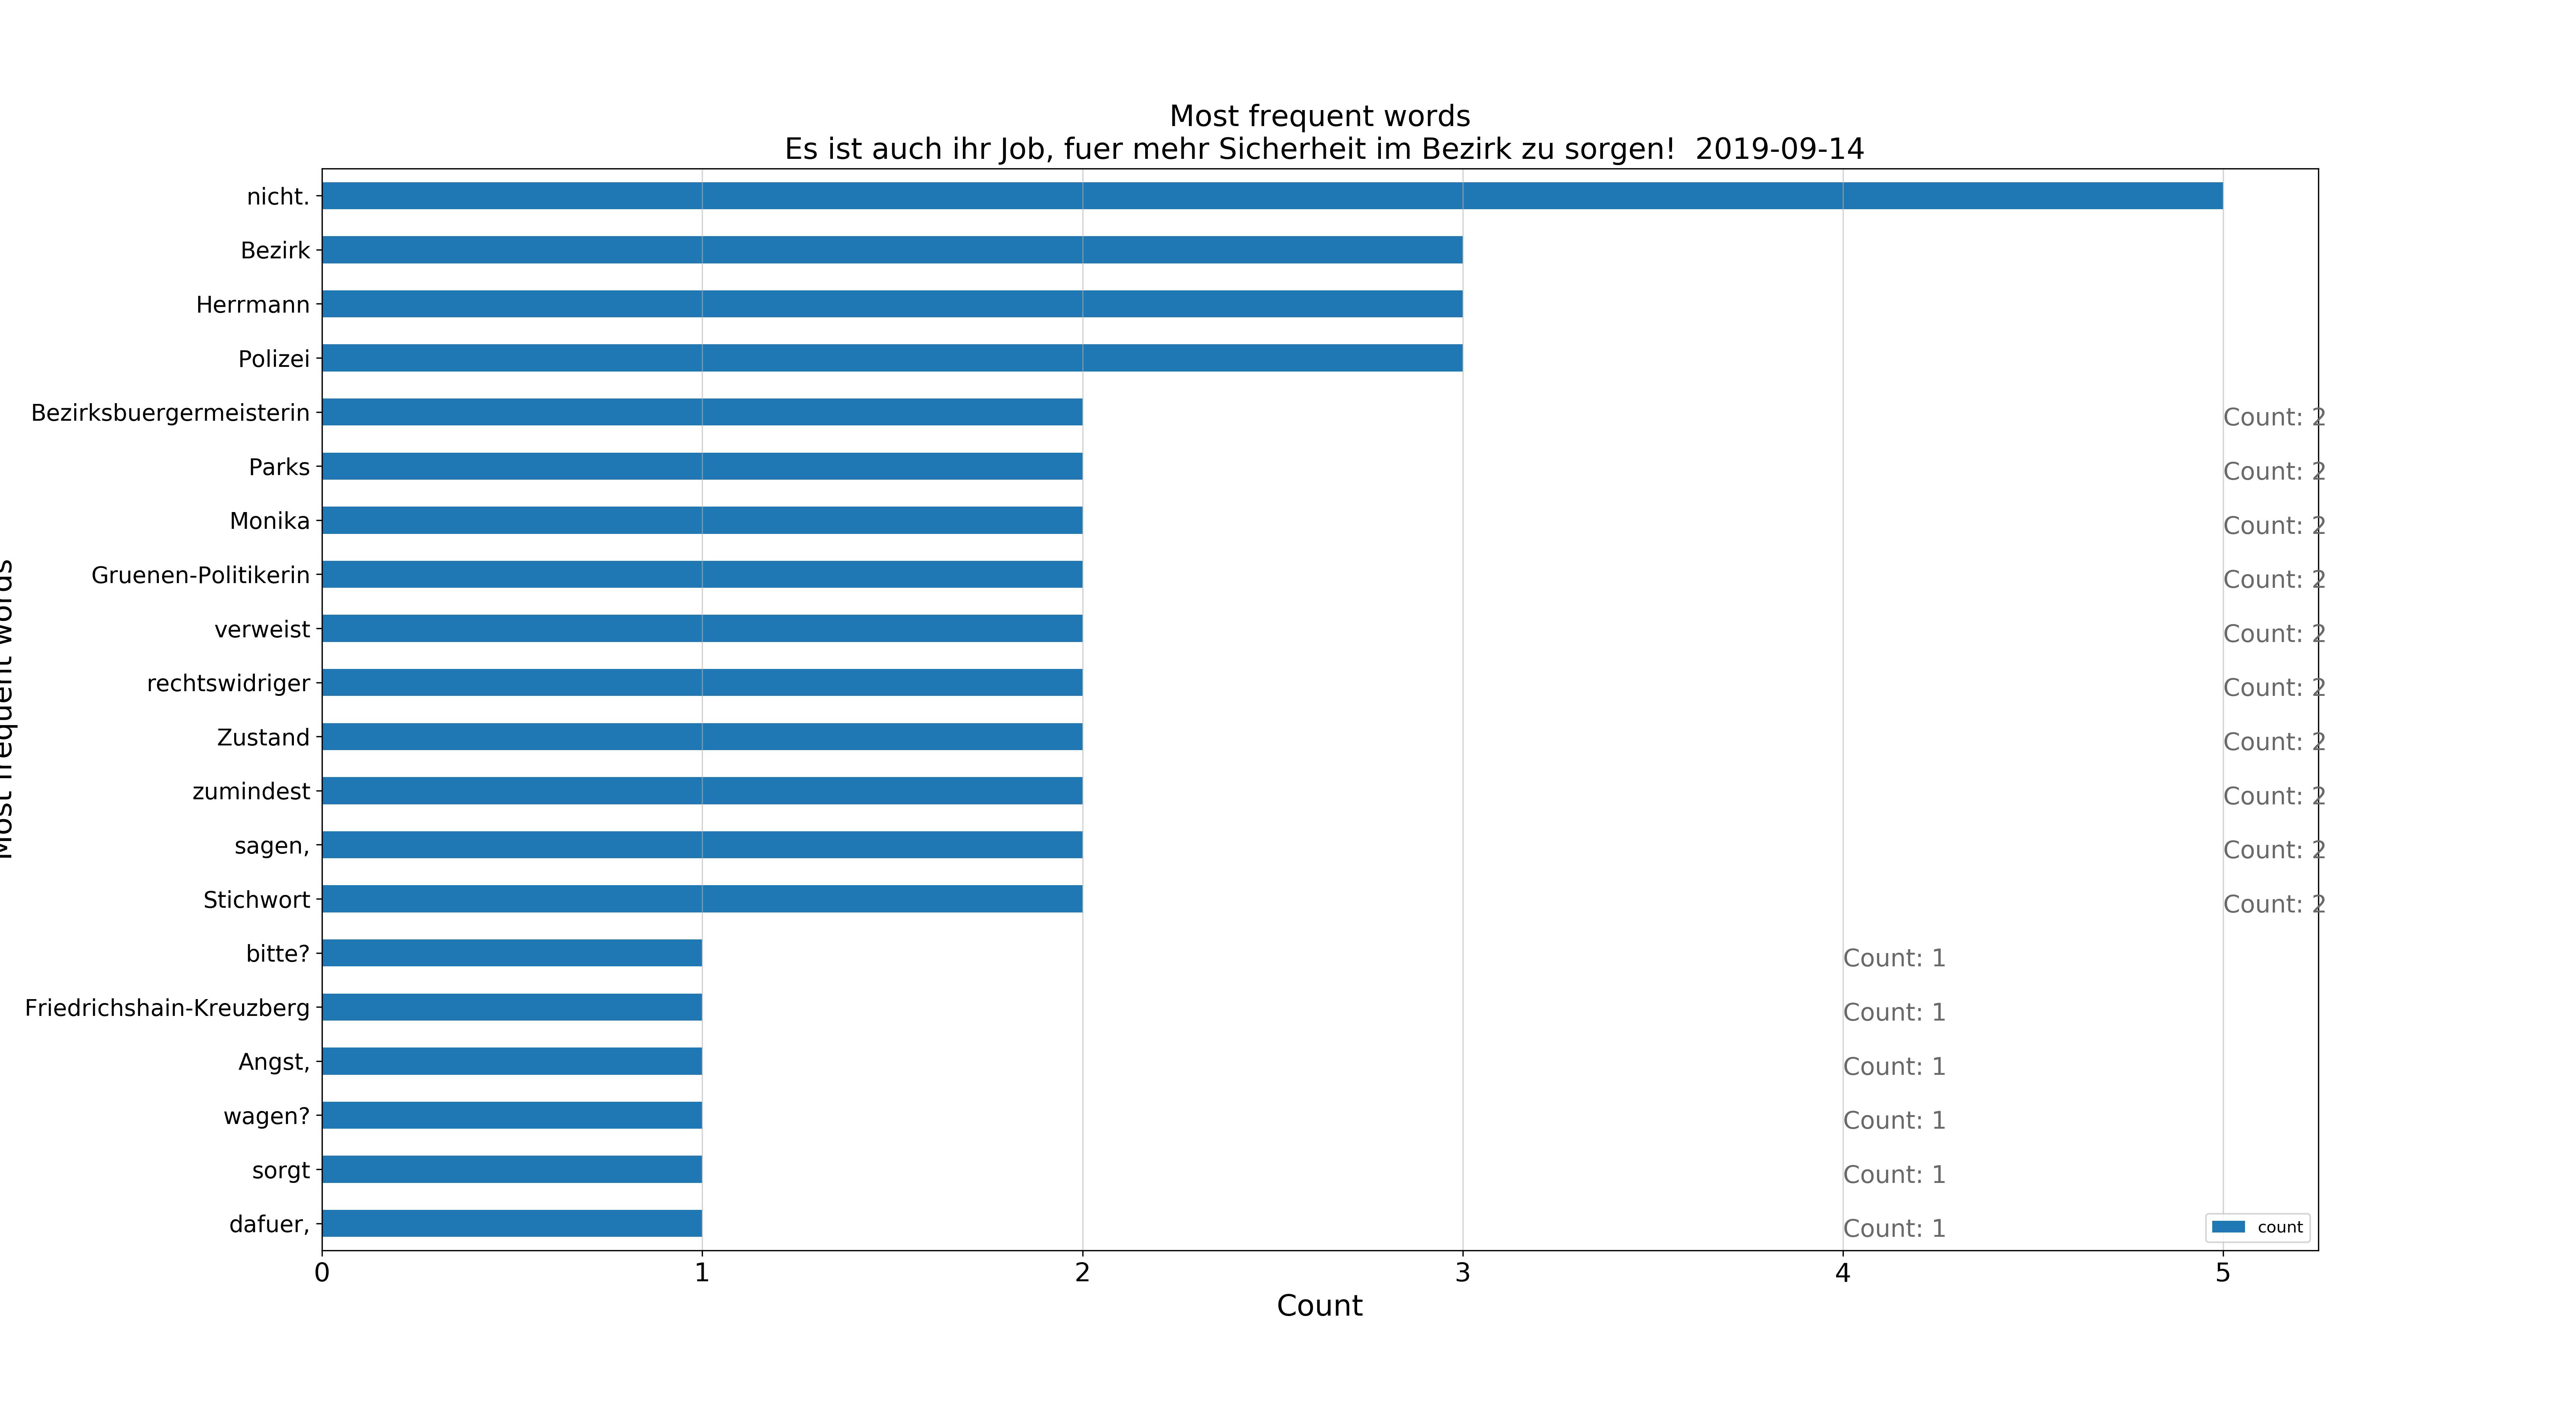 Most frequent words
Es ist auch ihr Job, fuer mehr Sicherheit im Bezirk zu sorgen!  2019-09-14
nicht.
Bezirk
Herrmann
Polizei
Bezirksbuergermeisterin Count: 2
Parks Count: 2
Monika Count: 2
Gruenen-Politikerin Count: 2
verweist Count: 2
rechtswidriger Count: 2
Zustand Count: 2
zumindest Count: 2
sagen, Count: 2
Stichwort Count: 2
bitte? Count: 1
Friedrichshain-Kreuzberg Count: 1
Angst, Count: 1
wagen? Count: 1
sorgt Count: 1
dafuer, Count: 1
count
0 1 2 3 4 5
Count
Most frequent words